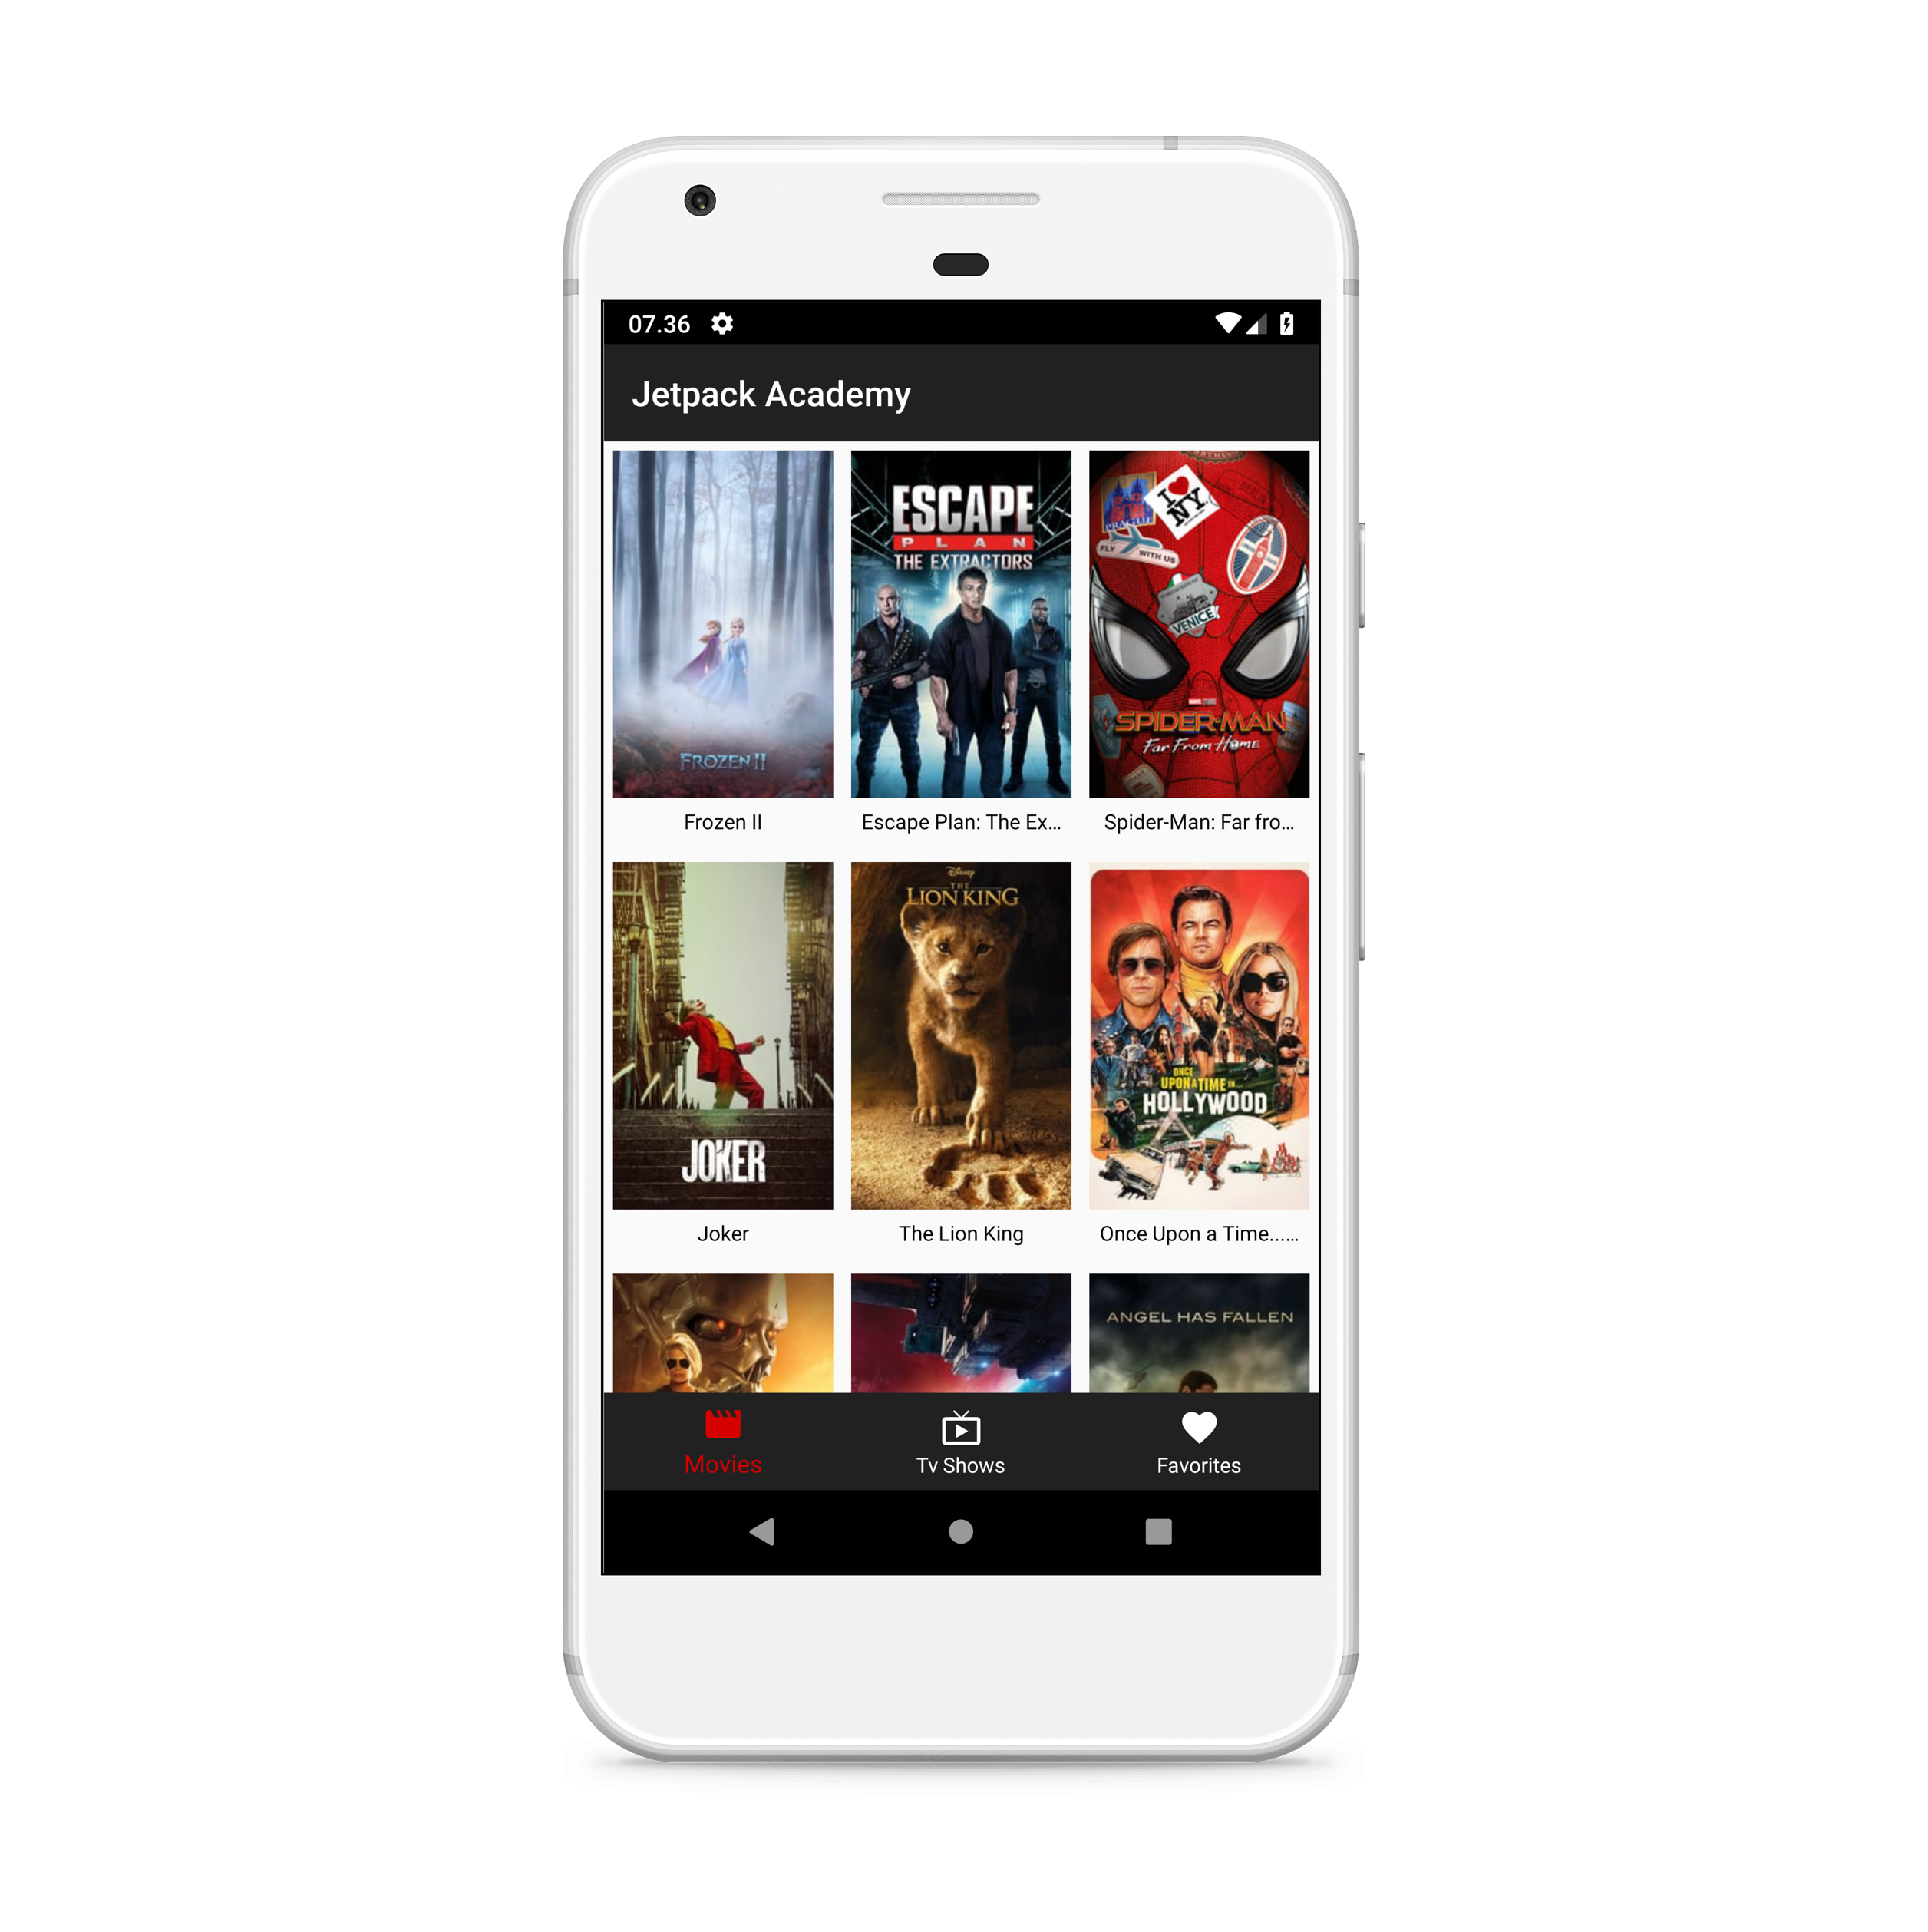 07.36
Jetpack Academy
FROZEN II
ESCAPE
PLAN
THE EXTRACTORS
PRAGUE
I NY
FLY WITH US
VENICE
SPIDER-MAN
Far From Home
Frozen II
Escape Plan: The Ex...
Spider-Man: Far fro...
JOKER
Disney
THE
LION KING
ONCE
UPON A TIME IN
HOLLYWOOD
Joker
The Lion King
Once Upon a Time......
ANGEL HAS FALLEN
Movies
Tv Shows
Favorites